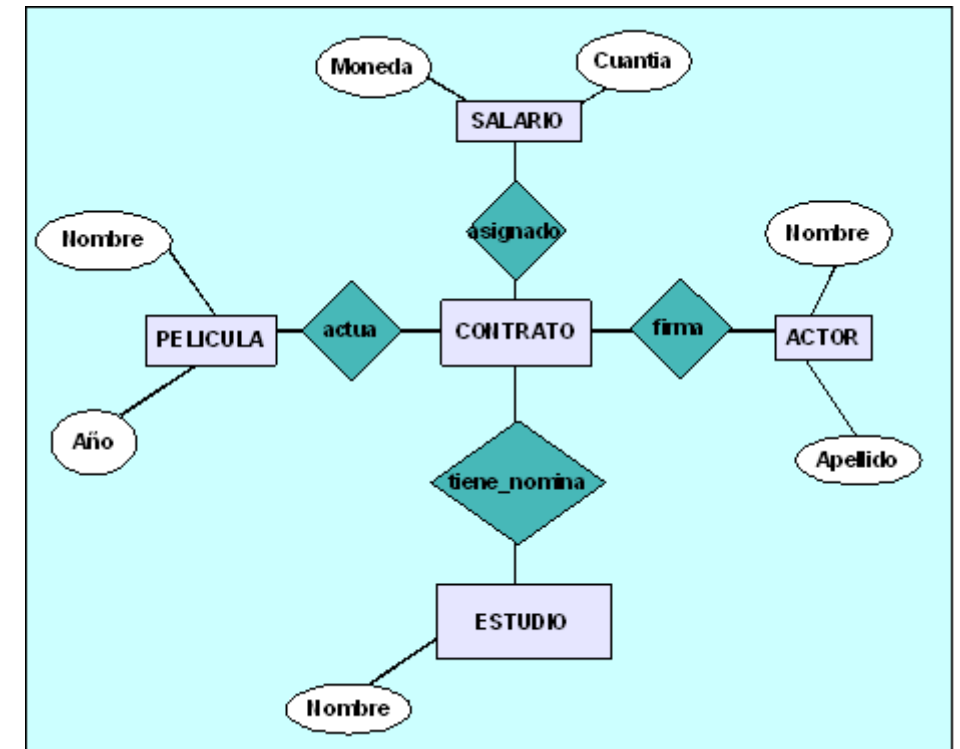 Moneda
Cuantia
SALARIO
asignado
Nombre
Nombre
PELICULA
actua
CONTRATO
firma
ACTOR
Año
Apellido
tiene_nomina
ESTUDIO
Nombre